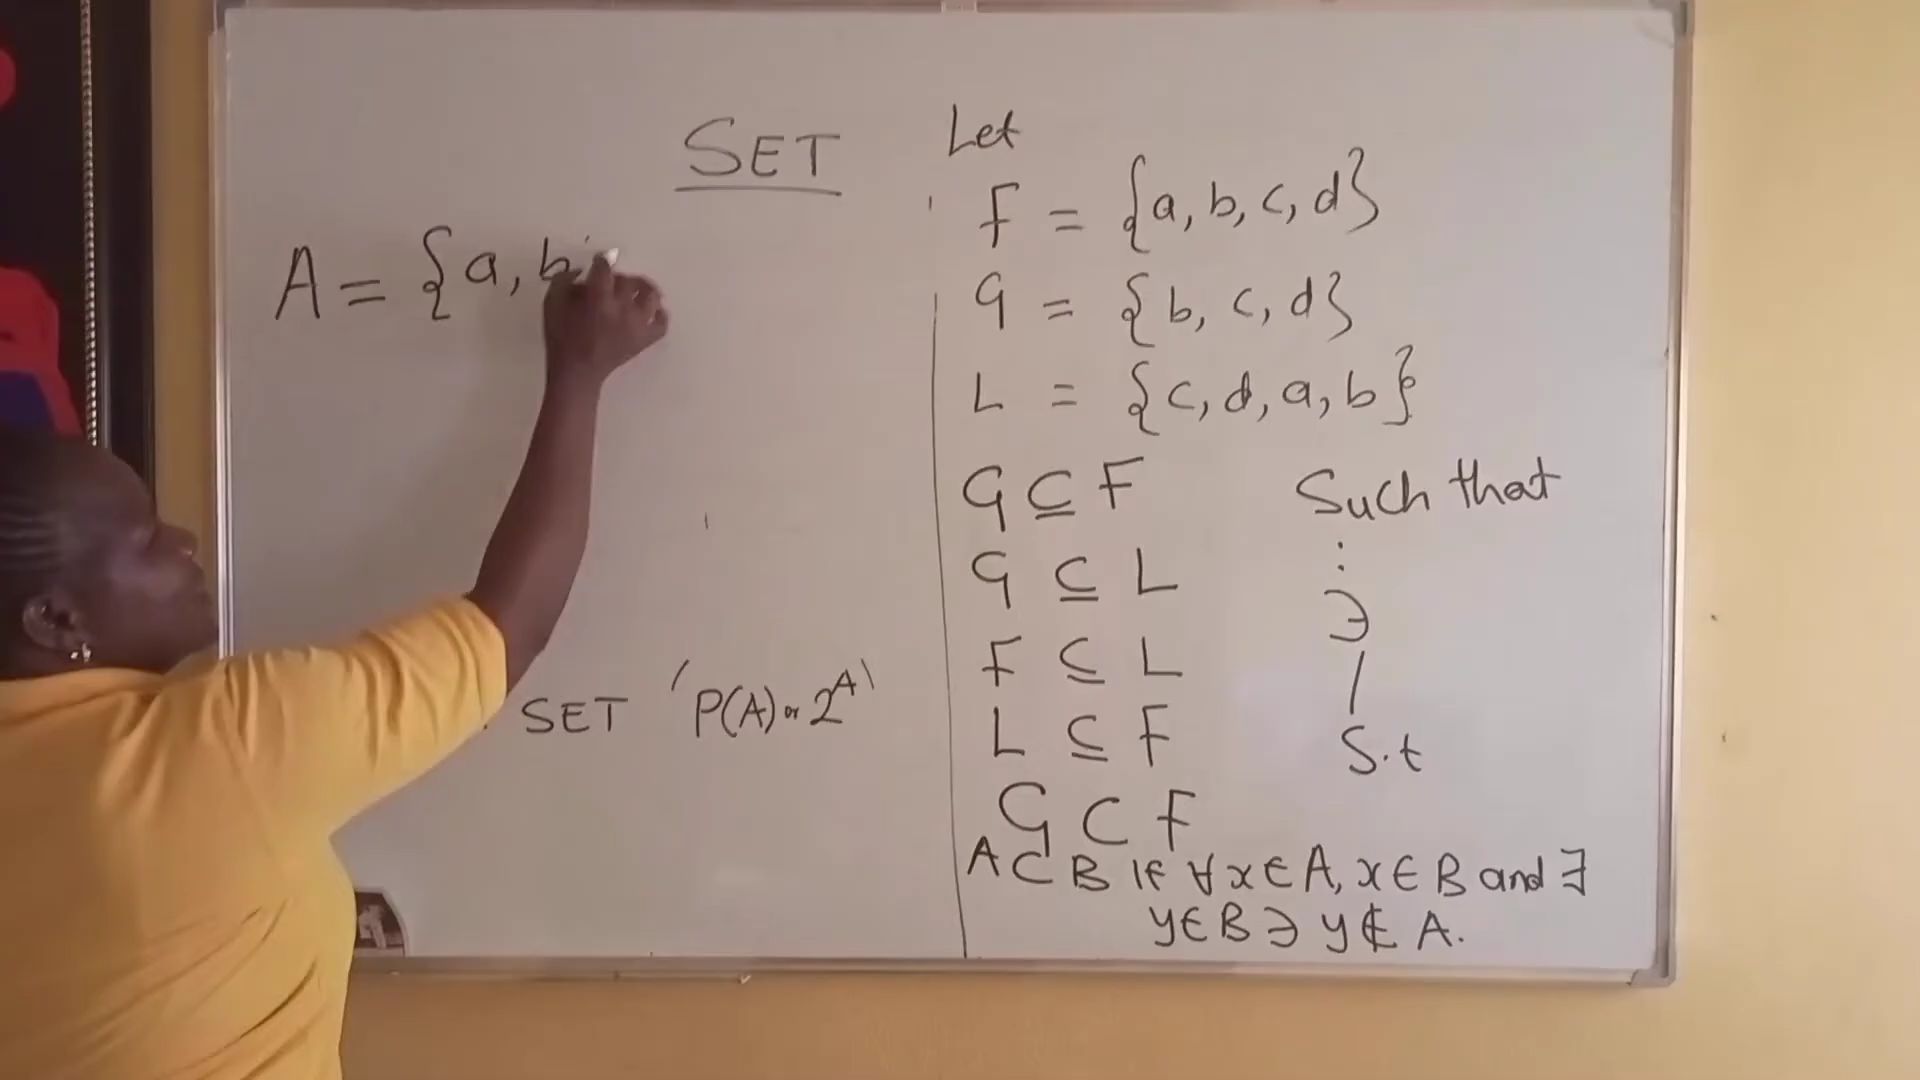 SET
A = {a, b
SET 'P(A) or 2^A'
Let
F = {a, b, c, d}
G = {b, c, d}
L = {c, d, a, b}
G ⊆ F
G ⊆ L
F ⊆ L
L ⊆ F
G ⊂ F
A ⊂ B if ∀ x ∈ A, x ∈ B and ∃
y ∈ B ∋ y ∉ A.
Such that
:
∋
/
S.t